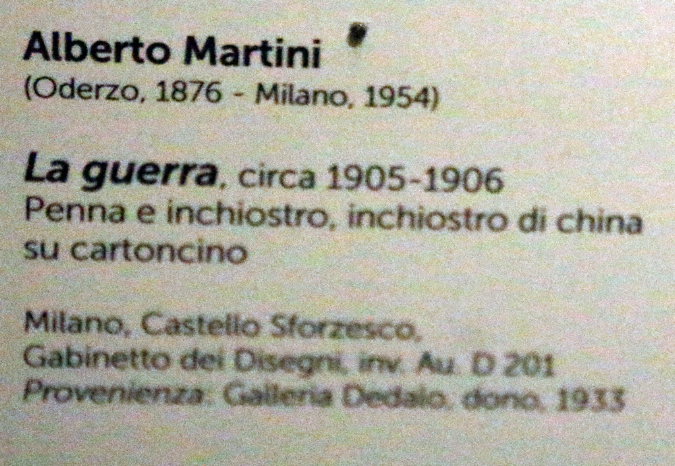 Alberto Martini
(Oderzo, 1876 - Milano, 1954)
La guerra, circa 1905-1906
Penna e inchiostro, inchiostro di china
su cartoncino
Milano, Castello Sforzesco,
Gabinetto dei Disegni, inv. Au. D 201
Provenienza: Galleria Dedalo, dono, 1933